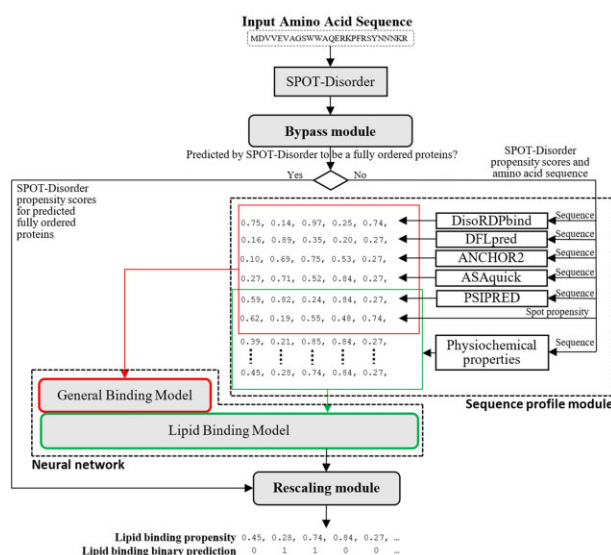 Input Amino Acid Sequence
MDVVEVAGSWWAQERKPFRSYNNNKR
SPOT-Disorder
Bypass module
Predicted by SPOT-Disorder to be a fully ordered proteins?
Yes
No
SPOT-Disorder
propensity scores
for predicted
fully ordered
proteins
SPOT-Disorder
propensity scores and
amino acid sequence
0.75, 0.14, 0.97, 0.25, 0.74,
DisoRDPbind
Sequence
0.16, 0.89, 0.35, 0.20, 0.27,
DFLpred
Sequence
0.10, 0.69, 0.75, 0.53, 0.27,
ANCHOR2
Sequence
0.27, 0.71, 0.52, 0.84, 0.27,
ASAquick
Sequence
0.59, 0.82, 0.24, 0.84, 0.27,
PSIPRED
Sequence
0.62, 0.19, 0.55, 0.48, 0.74,
Spot propensity
0.39, 0.21, 0.85, 0.84, 0.27,
Physiochemical
properties
Sequence
0.45, 0.28, 0.74, 0.84, 0.27,
Sequence profile module
General Binding Model
Lipid Binding Model
Neural network
Rescaling module
Lipid binding propensity 0.45, 0.28, 0.74, 0.84, 0.27, …
Lipid binding binary prediction 0 1 1 0 0 …